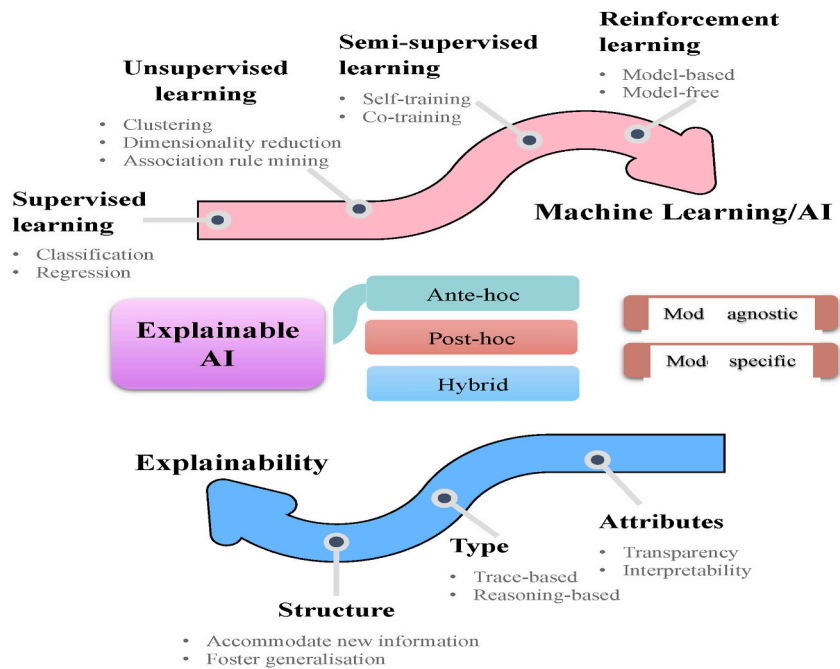 Reinforcement
learning
• Model-based
• Model-free
Semi-supervised
learning
• Self-training
• Co-training
Unsupervised
learning
• Clustering
• Dimensionality reduction
• Association rule mining
Supervised
learning
• Classification
• Regression
Machine Learning/AI
Explainable
AI
Ante-hoc
Post-hoc
Hybrid
Mod agnostic
Mod specific
Explainability
Attributes
• Transparency
• Interpretability
Type
• Trace-based
• Reasoning-based
Structure
• Accommodate new information
• Foster generalisation